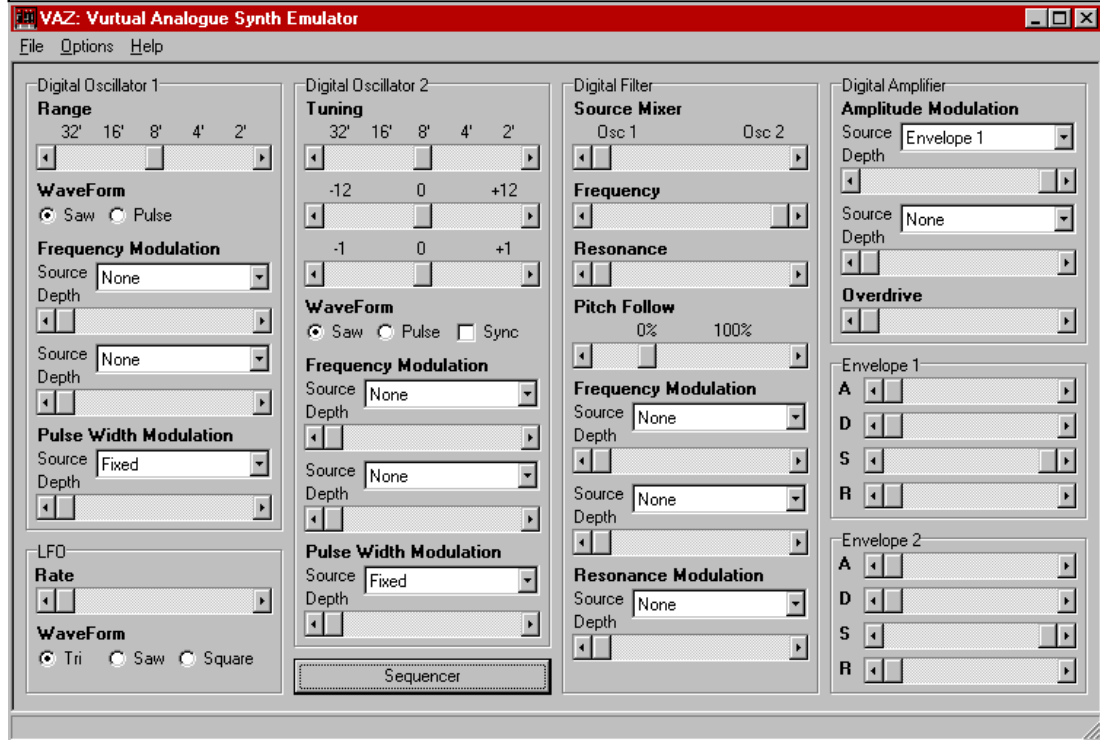 VAZ: Vurtual Analogue Synth Emulator
File Options Help
Digital Oscillator 1
Range
32' 16' 8' 4' 2'
WaveForm
Saw Pulse
Frequency Modulation
Source None
Depth
Source None
Depth
Pulse Width Modulation
Source Fixed
Depth
LFO
Rate
WaveForm
Tri Saw Square
Digital Oscillator 2
Tuning
32' 16' 8' 4' 2'
-12 0 +12
-1 0 +1
WaveForm
Saw Pulse Sync
Frequency Modulation
Source None
Depth
Source None
Depth
Pulse Width Modulation
Source Fixed
Depth
Sequencer
Digital Filter
Source Mixer
Osc 1 Osc 2
Frequency
Resonance
Pitch Follow
0% 100%
Frequency Modulation
Source None
Depth
Source None
Depth
Resonance Modulation
Source None
Depth
Digital Amplifier
Amplitude Modulation
Source Envelope 1
Depth
Source None
Depth
Overdrive
Envelope 1
A
D
S
R
Envelope 2
A
D
S
R